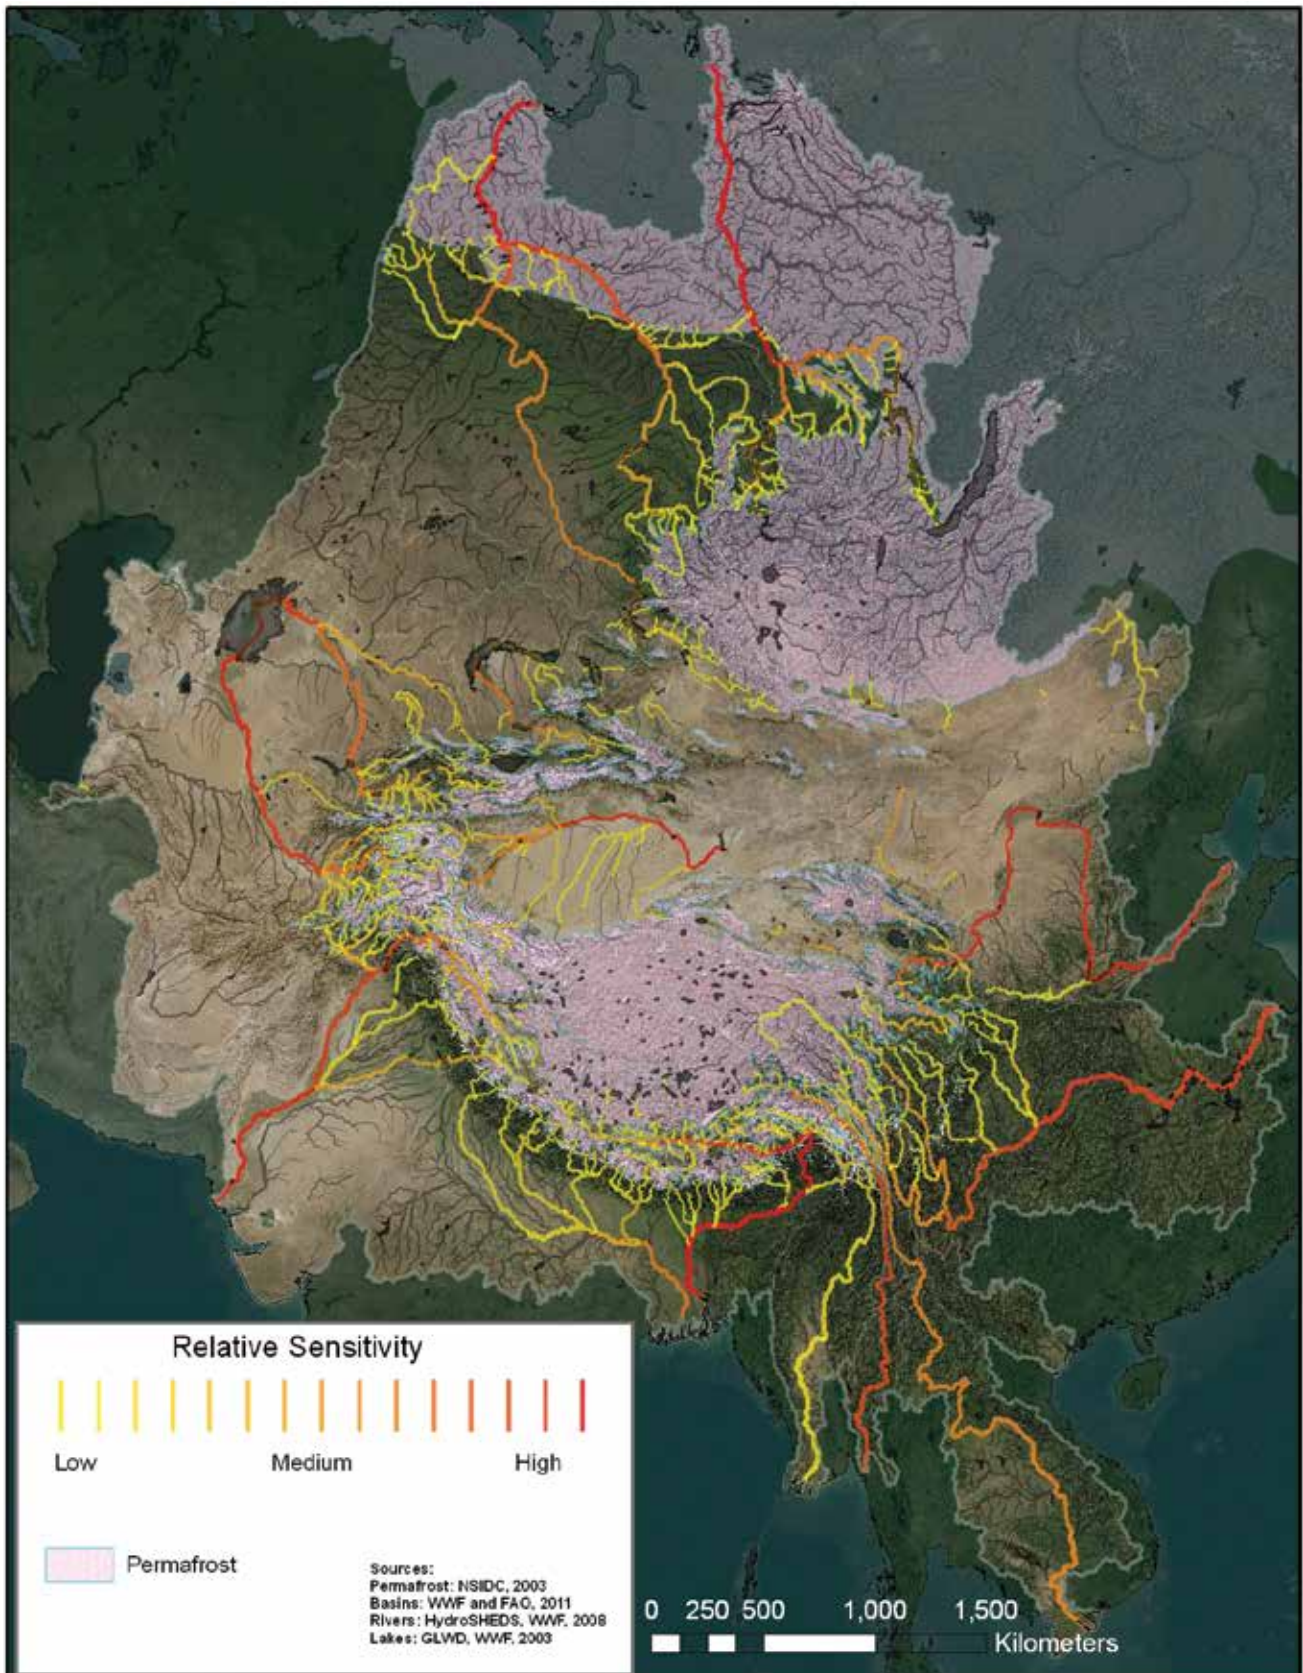 Relative Sensitivity
Low Medium High
Permafrost
Sources:
Permafrost: NSIDC, 2003
Basins: WWF and FAO, 2011
Rivers: HydroSHEDS, WWF, 2008
Lakes: GLWD, WWF, 2003
0 250 500 1,000 1,500
Kilometers